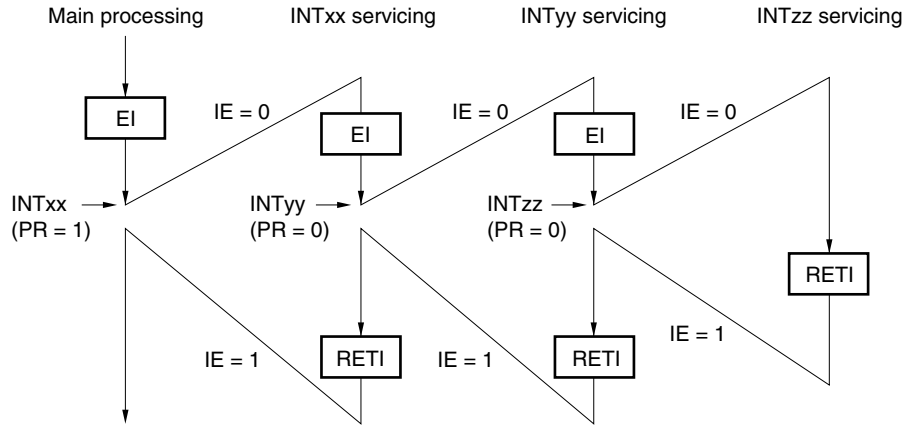 Main processing
INTxx servicing
INTyy servicing
INTzz servicing
EI
IE = 0
EI
IE = 0
EI
IE = 0
INTxx
(PR = 1)
INTyy
(PR = 0)
INTzz
(PR = 0)
RETI
IE = 1
RETI
IE = 1
RETI
IE = 1